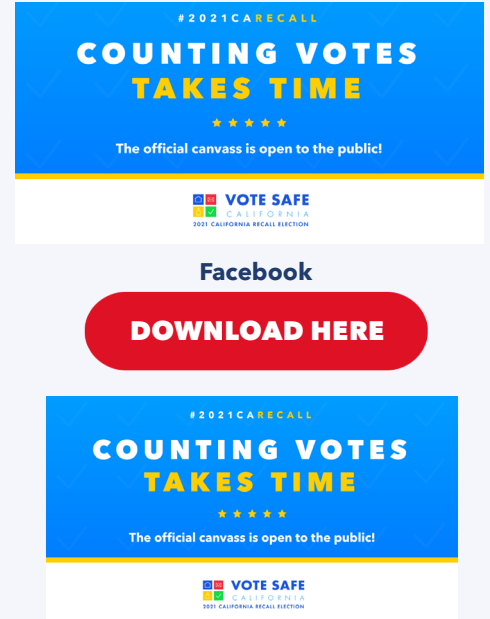 #2021CARECALL
COUNTING VOTES
TAKES TIME
The official canvass is open to the public!
VOTE SAFE
CALIFORNIA
2021 CALIFORNIA RECALL ELECTION
Facebook
DOWNLOAD HERE
#2021CARECALL
COUNTING VOTES
TAKES TIME
The official canvass is open to the public!
VOTE SAFE
CALIFORNIA
2021 CALIFORNIA RECALL ELECTION